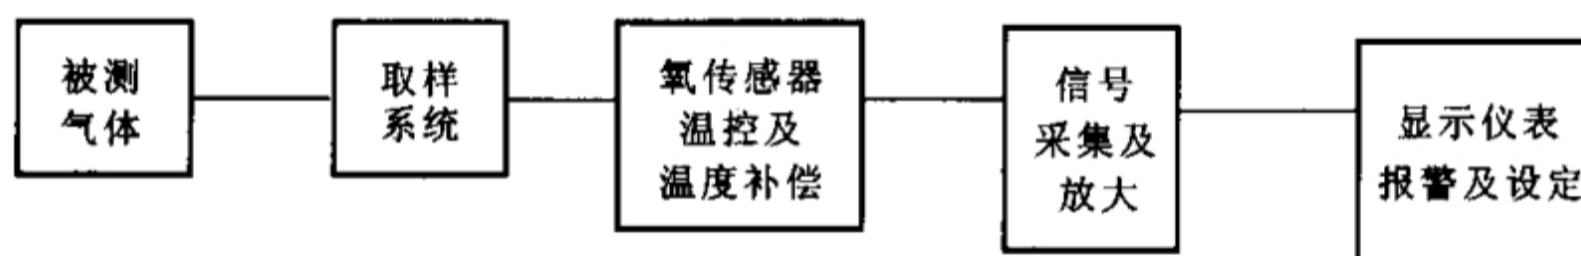 被测
气体
取样
系统
氧传感器
温控及
温度补偿
信号
采集及
放大
显示仪表
报警及设定